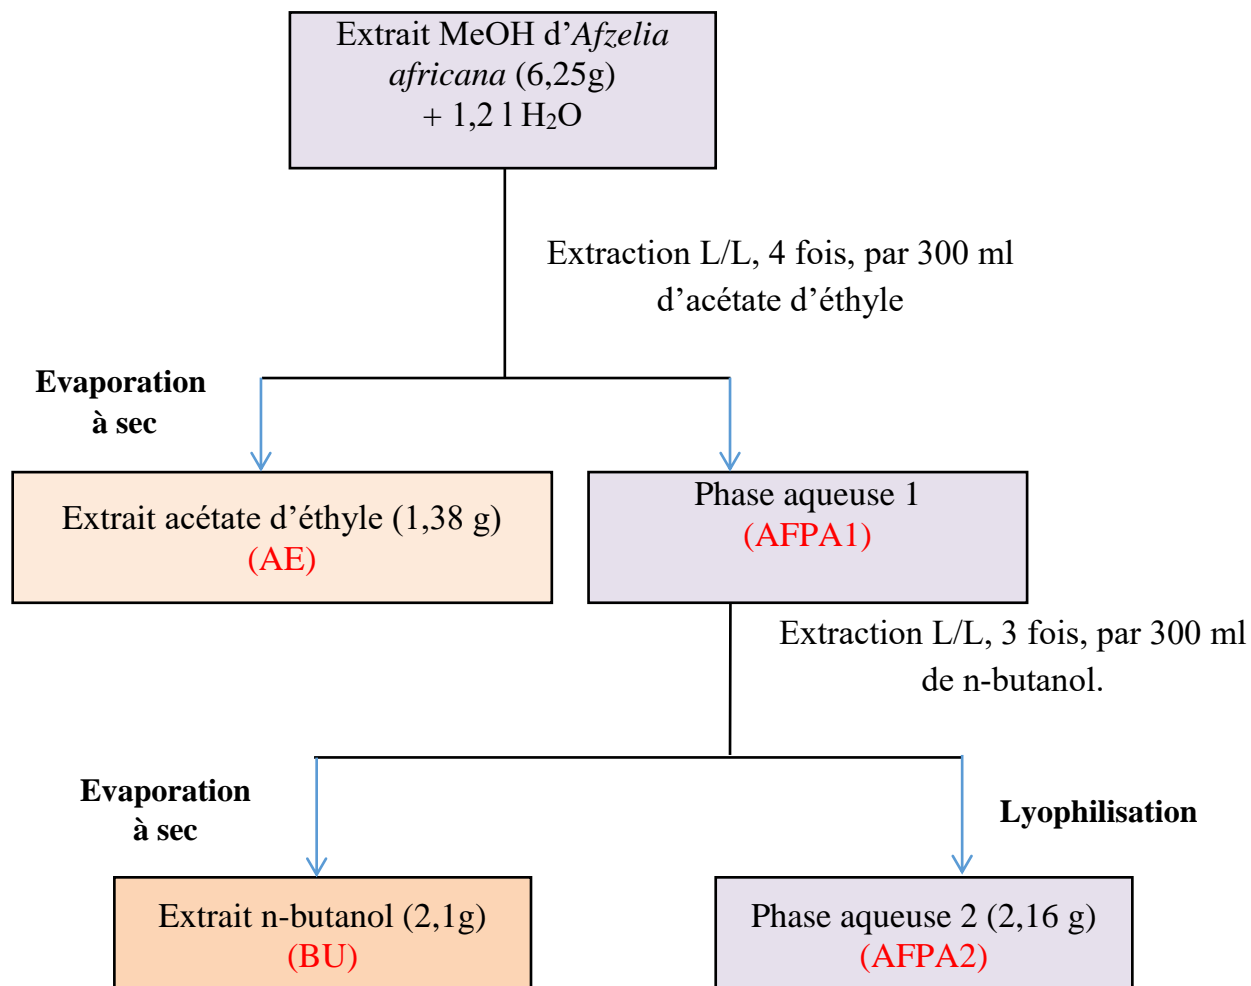 Extrait MeOH d’Afzelia
africana (6,25g)
+ 1,2 l H₂O
Extraction L/L, 4 fois, par 300 ml
d’acétate d’éthyle
Evaporation
à sec
Extrait acétate d’éthyle (1,38 g)
(AE)
Phase aqueuse 1
(AFPA1)
Extraction L/L, 3 fois, par 300 ml
de n-butanol.
Evaporation
à sec
Lyophilisation
Extrait n-butanol (2,1g)
(BU)
Phase aqueuse 2 (2,16 g)
(AFPA2)